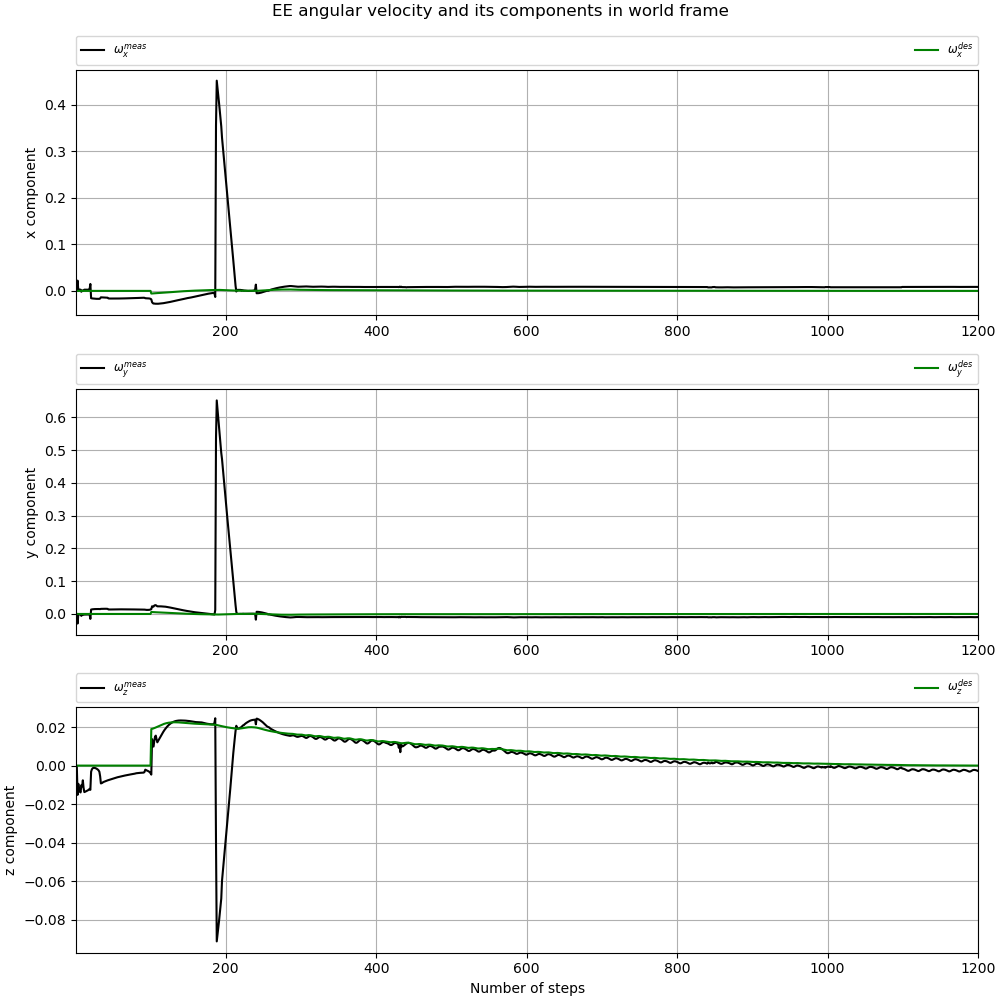 EE angular velocity and its components in world frame
ω_x^meas ω_x^des
0.4
0.3
0.2
0.1
0.0
x component
200 400 600 800 1000 1200
ω_y^meas ω_y^des
0.6
0.5
0.4
0.3
0.2
0.1
0.0
y component
200 400 600 800 1000 1200
ω_z^meas ω_z^des
0.02
0.00
−0.02
−0.04
−0.06
−0.08
z component
200 400 600 800 1000 1200
Number of steps